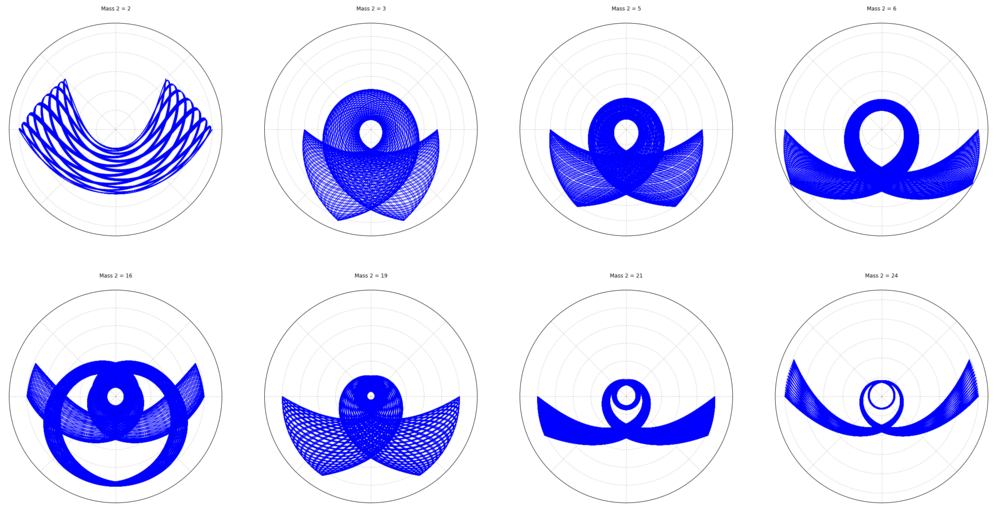 Mass 2 = 2
Mass 2 = 3
Mass 2 = 5
Mass 2 = 6
Mass 2 = 16
Mass 2 = 19
Mass 2 = 21
Mass 2 = 24